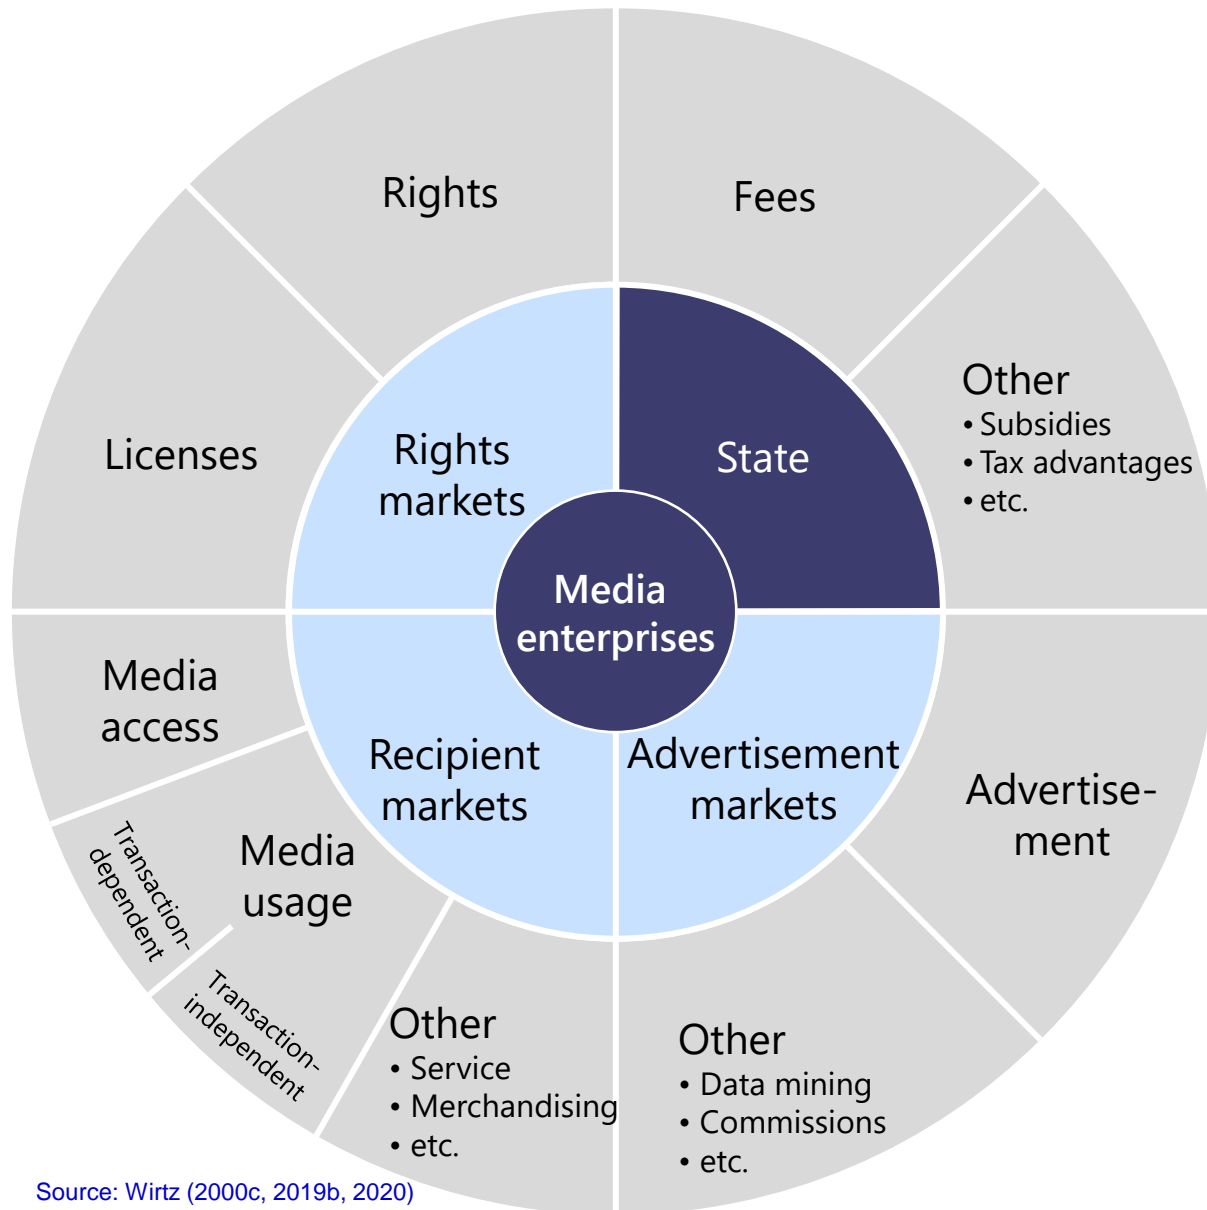 Rights
Fees
Other
• Subsidies
• Tax advantages
• etc.
Licenses
Rights
markets
State
Media
enterprises
Media
access
Recipient
markets
Advertisement
markets
Advertise-
ment
Media
usage
Transaction-
dependent
Transaction-
independent
Other
• Service
• Merchandising
• etc.
Other
• Data mining
• Commissions
• etc.
Source: Wirtz (2000c, 2019b, 2020)